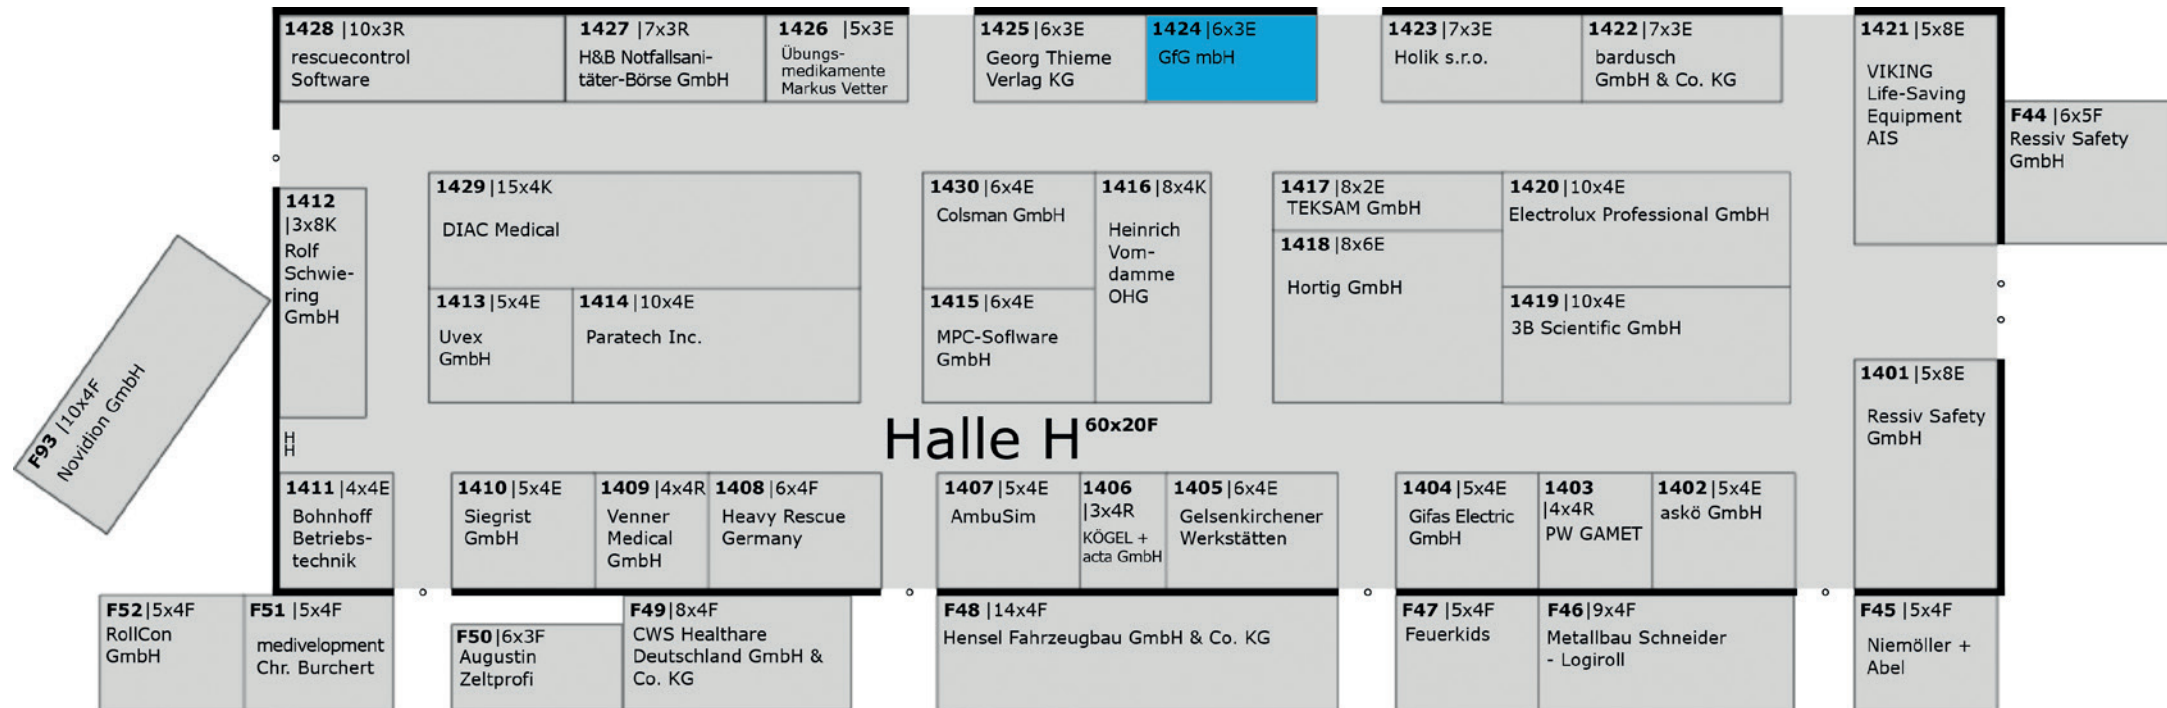 1428 |10x3R
rescuecontrol
Software
1427 |7x3R
H&B Notfallsani-
täter-Börse GmbH
1426 |5x3E
Übungs-
medikamente
Markus Vetter
1425 |6x3E
Georg Thieme
Verlag KG
1424 |6x3E
GfG mbH
1423 |7x3E
Holik s.r.o.
1422 |7x3E
bardusch
GmbH & Co. KG
1421 |5x8E
VIKING
Life-Saving
Equipment
AIS
F44 |6x5F
Ressiv Safety
GmbH
1412
|3x8K
Rolf
Schwie-
ring
GmbH
1429 |15x4K
DIAC Medical
1430 |6x4E
Colsman GmbH
1416 |8x4K
Heinrich
Vom-
damme
OHG
1417 |8x2E
TEKSAM GmbH
1420 |10x4E
Electrolux Professional GmbH
1418 |8x6E
Hortig GmbH
1413 |5x4E
Uvex
GmbH
1414 |10x4E
Paratech Inc.
1415 |6x4E
MPC-Soflware
GmbH
1419 |10x4E
3B Scientific GmbH
F93 |10x4F
Novidion GmbH
1401 |5x8E
Ressiv Safety
GmbH
Halle H 60x20F
H
H
1411 |4x4E
Bohnhoff
Betriebs-
technik
1410 |5x4E
Siegrist
GmbH
1409 |4x4R
Venner
Medical
GmbH
1408 |6x4F
Heavy Rescue
Germany
1407 |5x4E
AmbuSim
1406
|3x4R
KÖGEL +
acta GmbH
1405 |6x4E
Gelsenkirchener
Werkstätten
1404 |5x4E
Gifas Electric
GmbH
1403
|4x4R
PW GAMET
1402 |5x4E
askö GmbH
F52 |5x4F
RollCon
GmbH
F51 |5x4F
medivelopment
Chr. Burchert
F50 |6x3F
Augustin
Zeltprofi
F49 |8x4F
CWS Healthare
Deutschland GmbH &
Co. KG
F48 |14x4F
Hensel Fahrzeugbau GmbH & Co. KG
F47 |5x4F
Feuerkids
F46 |9x4F
Metallbau Schneider
- Logiroll
F45 |5x4F
Niemöller +
Abel